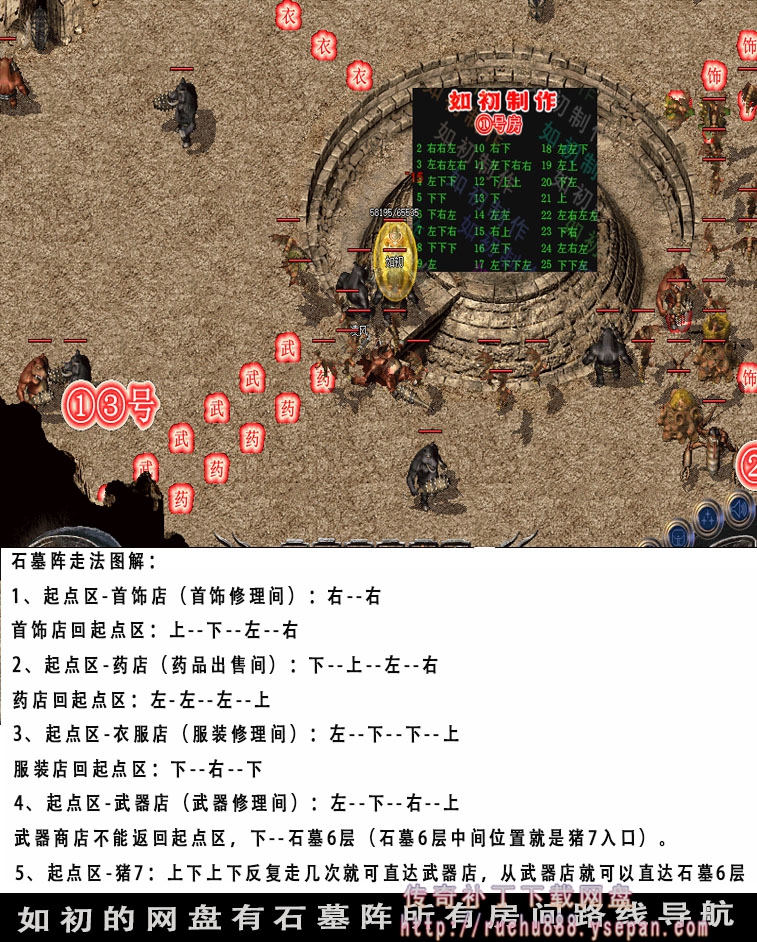 衣
衣
衣
饰
饰
如初制作
①号房
2 右右左 10 右下 18 左左下
3 左右左右 11 左下右右 19 左上
左下下 12 下上上 20 下左
5 下下 13 下 21 上
下右左 14 左左 22 左右左左
7 左下右 15 右上 23 下右
8 下下下 16 左下 24 左右左
左 17 左下下左 25 下下左
58195/65535
如初
武
武 药
武 药
武 药
武 药
药
饰
①③号
②
石墓阵走法图解：
1、起点区-首饰店（首饰修理间）：右--右
首饰店回起点区：上--下--左--右
2、起点区-药店（药品出售间）：下--上--左--右
药店回起点区：左-左--左--上
3、起点区-衣服店（服装修理间）：左--下--下--上
服装店回起点区：下--右--下
4、起点区-武器店（武器修理间）：左--下--右--上
武器商店不能返回起点区，下--石墓6层（石墓6层中间位置就是猪7入口）。
5、起点区-猪7：上下上下反复走几次就可直达武器店，从武器店就可以直达石墓6层
传奇补丁下载网盘
如初的网盘有石墓阵所有房间路线导航
http://ruchu888.ysepan.com